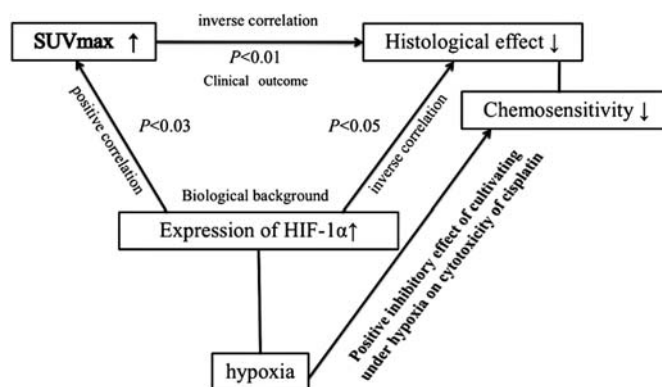 inverse correlation
SUVmax ↑
Histological effect ↓
P<0.01
Clinical outcome
Chemosensitivity ↓
positive correlation
P<0.03
P<0.05
inverse correlation
Biological background
Expression of HIF-1α↑
Positive inhibitory effect of cultivating
under hypoxia on cytotoxicity of cisplatin
hypoxia